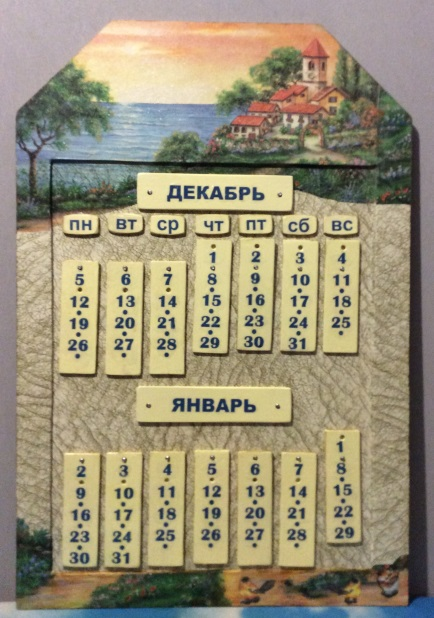 ДЕКАБРЬ
пн вт ср чт пт сб вс
1 2 3 4
5 6 7 8 9 10 11
12 13 14 15 16 17 18
19 20 21 22 23 24 25
26 27 28 29 30 31
ЯНВАРЬ
1
2 3 4 5 6 7 8
9 10 11 12 13 14 15
16 17 18 19 20 21 22
23 24 25 26 27 28 29
30 31